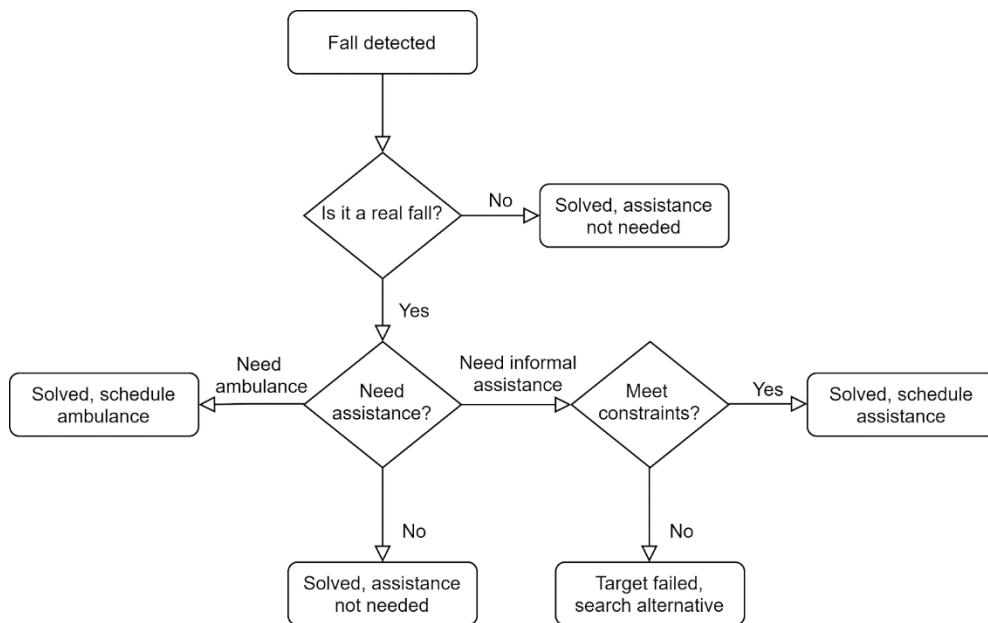 Fall detected
Is it a real fall?
No
Solved, assistance
not needed
Yes
Need
ambulance
Need informal
assistance
Solved, schedule
ambulance
Need
assistance?
Meet
constraints?
Yes
Solved, schedule
assistance
No
No
Solved, assistance
not needed
Target failed,
search alternative